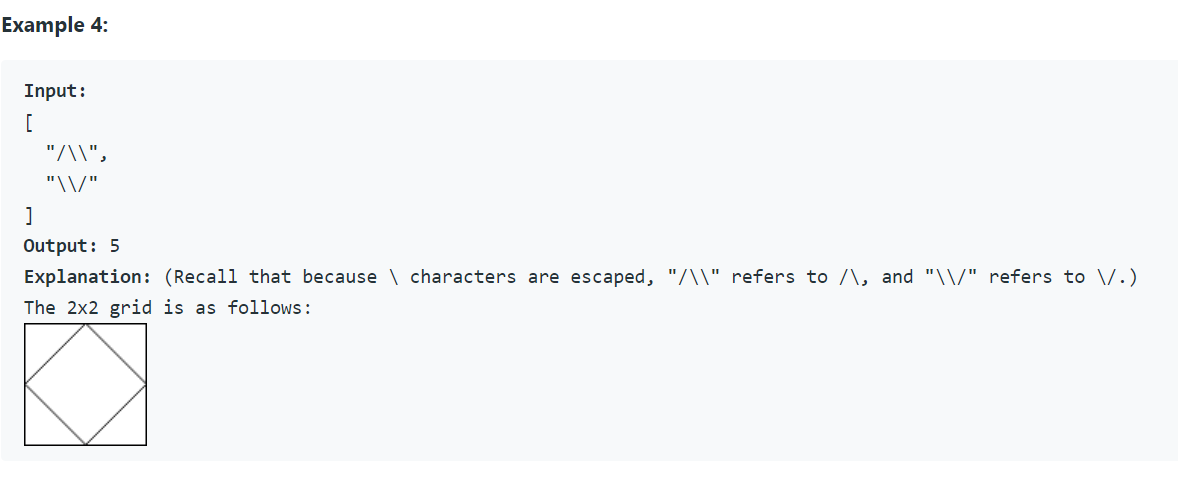 Example 4:
Input:
[
"/\\",
"\\/"
]
Output: 5
Explanation: (Recall that because \ characters are escaped, "/\\" refers to /\, and "\\/" refers to \/.)
The 2x2 grid is as follows: